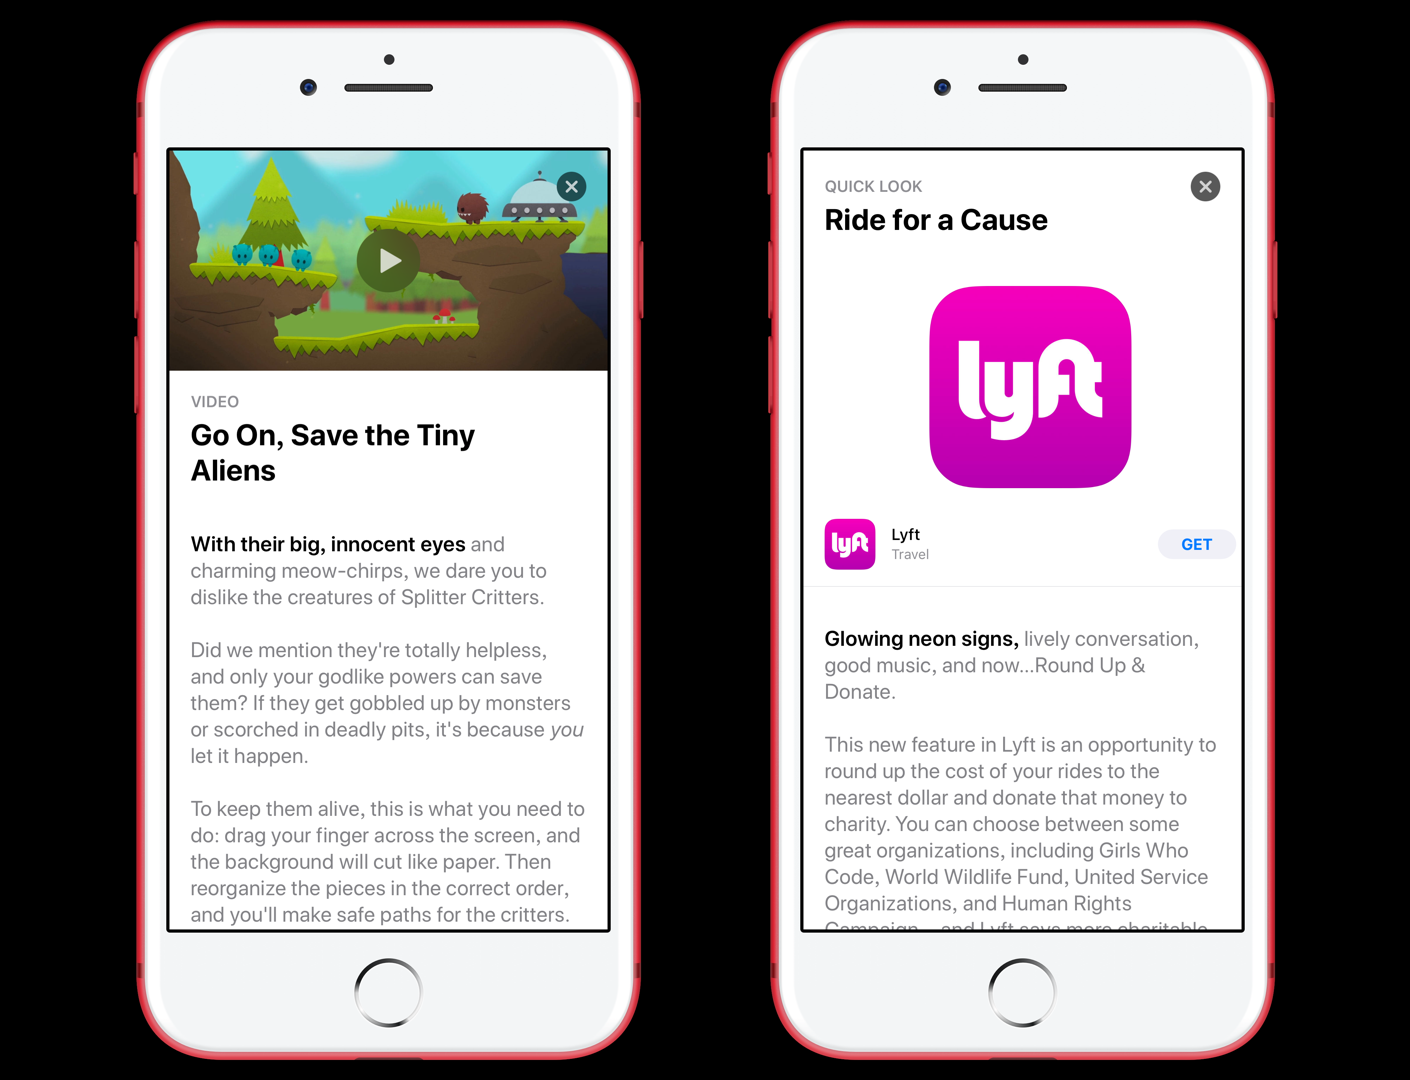 VIDEO
Go On, Save the Tiny
Aliens
With their big, innocent eyes and
charming meow-chirps, we dare you to
dislike the creatures of Splitter Critters.
Did we mention they're totally helpless,
and only your godlike powers can save
them? If they get gobbled up by monsters
or scorched in deadly pits, it's because you
let it happen.
To keep them alive, this is what you need to
do: drag your finger across the screen, and
the background will cut like paper. Then
reorganize the pieces in the correct order,
and you'll make safe paths for the critters.
QUICK LOOK
Ride for a Cause
lyft
lyft
Lyft
Travel
GET
Glowing neon signs, lively conversation,
good music, and now...Round Up &
Donate.
This new feature in Lyft is an opportunity to
round up the cost of your rides to the
nearest dollar and donate that money to
charity. You can choose between some
great organizations, including Girls Who
Code, World Wildlife Fund, United Service
Organizations, and Human Rights
Campaign... and Lyft says more charitable